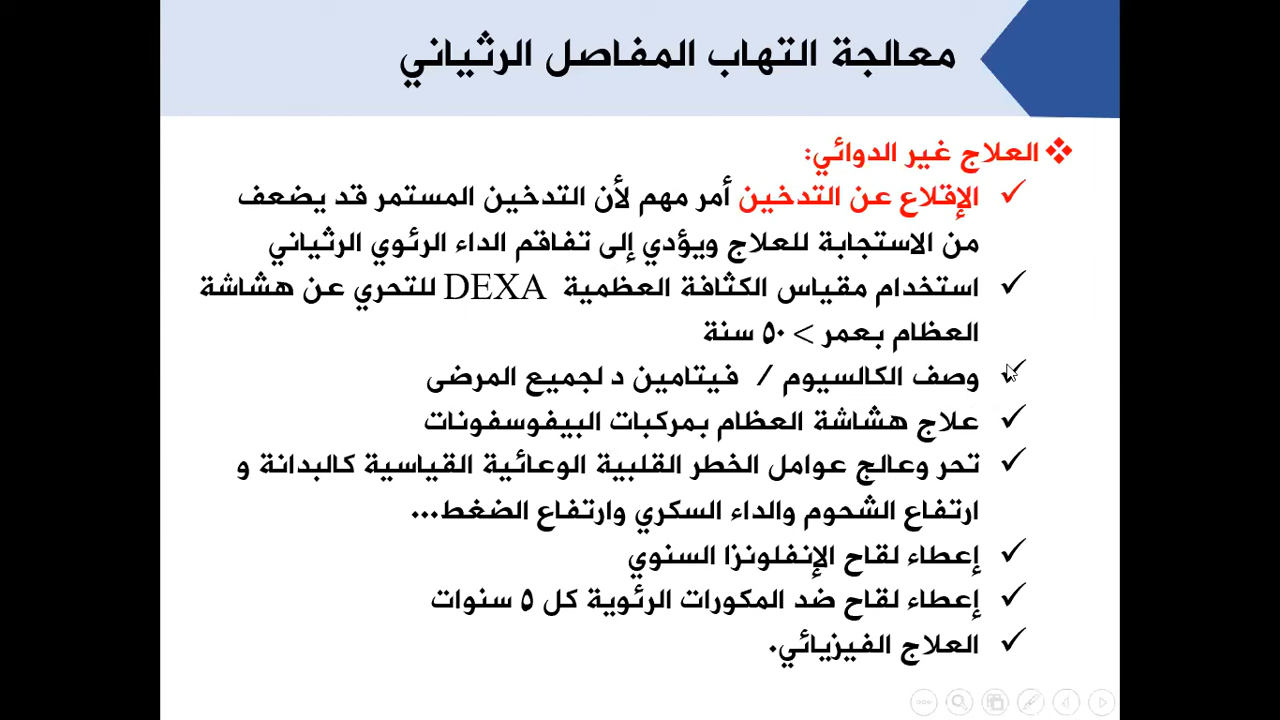 معالجة التهاب المفاصل الرثياني
العلاج غير الدوائي:
الإقلاع عن التدخين أمر مهم لأن التدخين المستمر قد يضعف
من الاستجابة للعلاج ويؤدي إلى تفاقم الداء الرئوي الرثياني
استخدام مقياس الكثافة العظمية DEXA للتحري عن هشاشة
العظام بعمر > ٥٠ سنة
وصف الكالسيوم / فيتامين د لجميع المرضى
علاج هشاشة العظام بمركبات البيفوسفونات
تحر وعالج عوامل الخطر القلبية الوعائية القياسية كالبدانة و
ارتفاع الشحوم والداء السكري وارتفاع الضغط...
إعطاء لقاح الإنفلونزا السنوي
إعطاء لقاح ضد المكورات الرئوية كل ٥ سنوات
العلاج الفيزيائي.